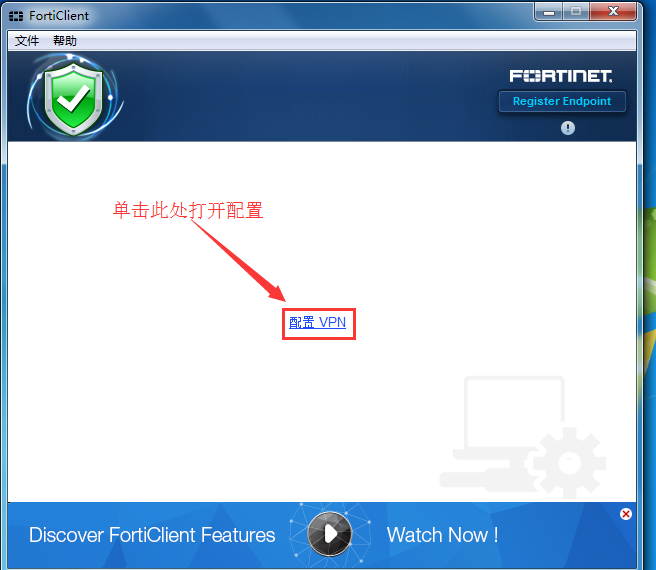 FortiClient
文件 帮助
FORTINET.
Register Endpoint
单击此处打开配置
配置 VPN
Discover FortiClient Features
Watch Now !